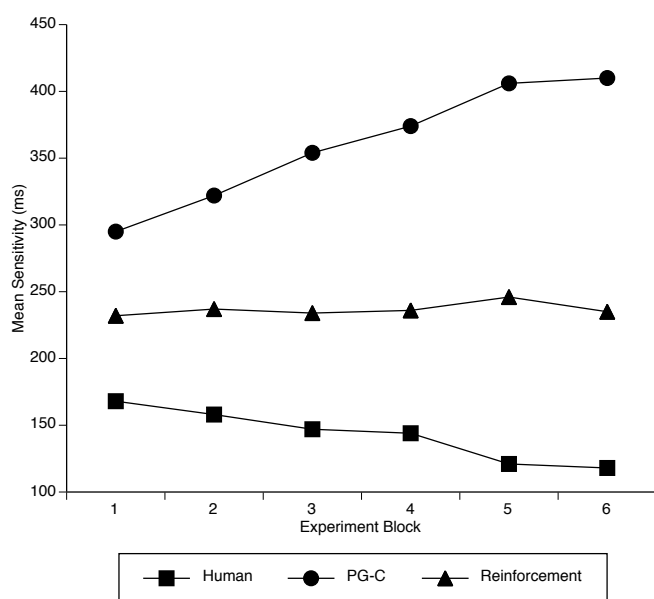 450
400
350
300
250
200
150
100
Mean Sensitivity (ms)
1 2 3 4 5 6
Experiment Block
Human PG-C Reinforcement